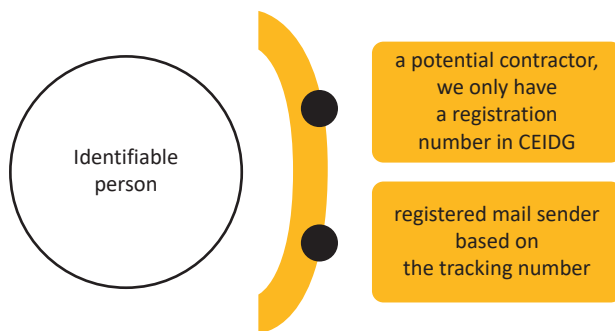 Identifiable
person
a potential contractor,
we only have
a registration
number in CEIDG
registered mail sender
based on
the tracking number